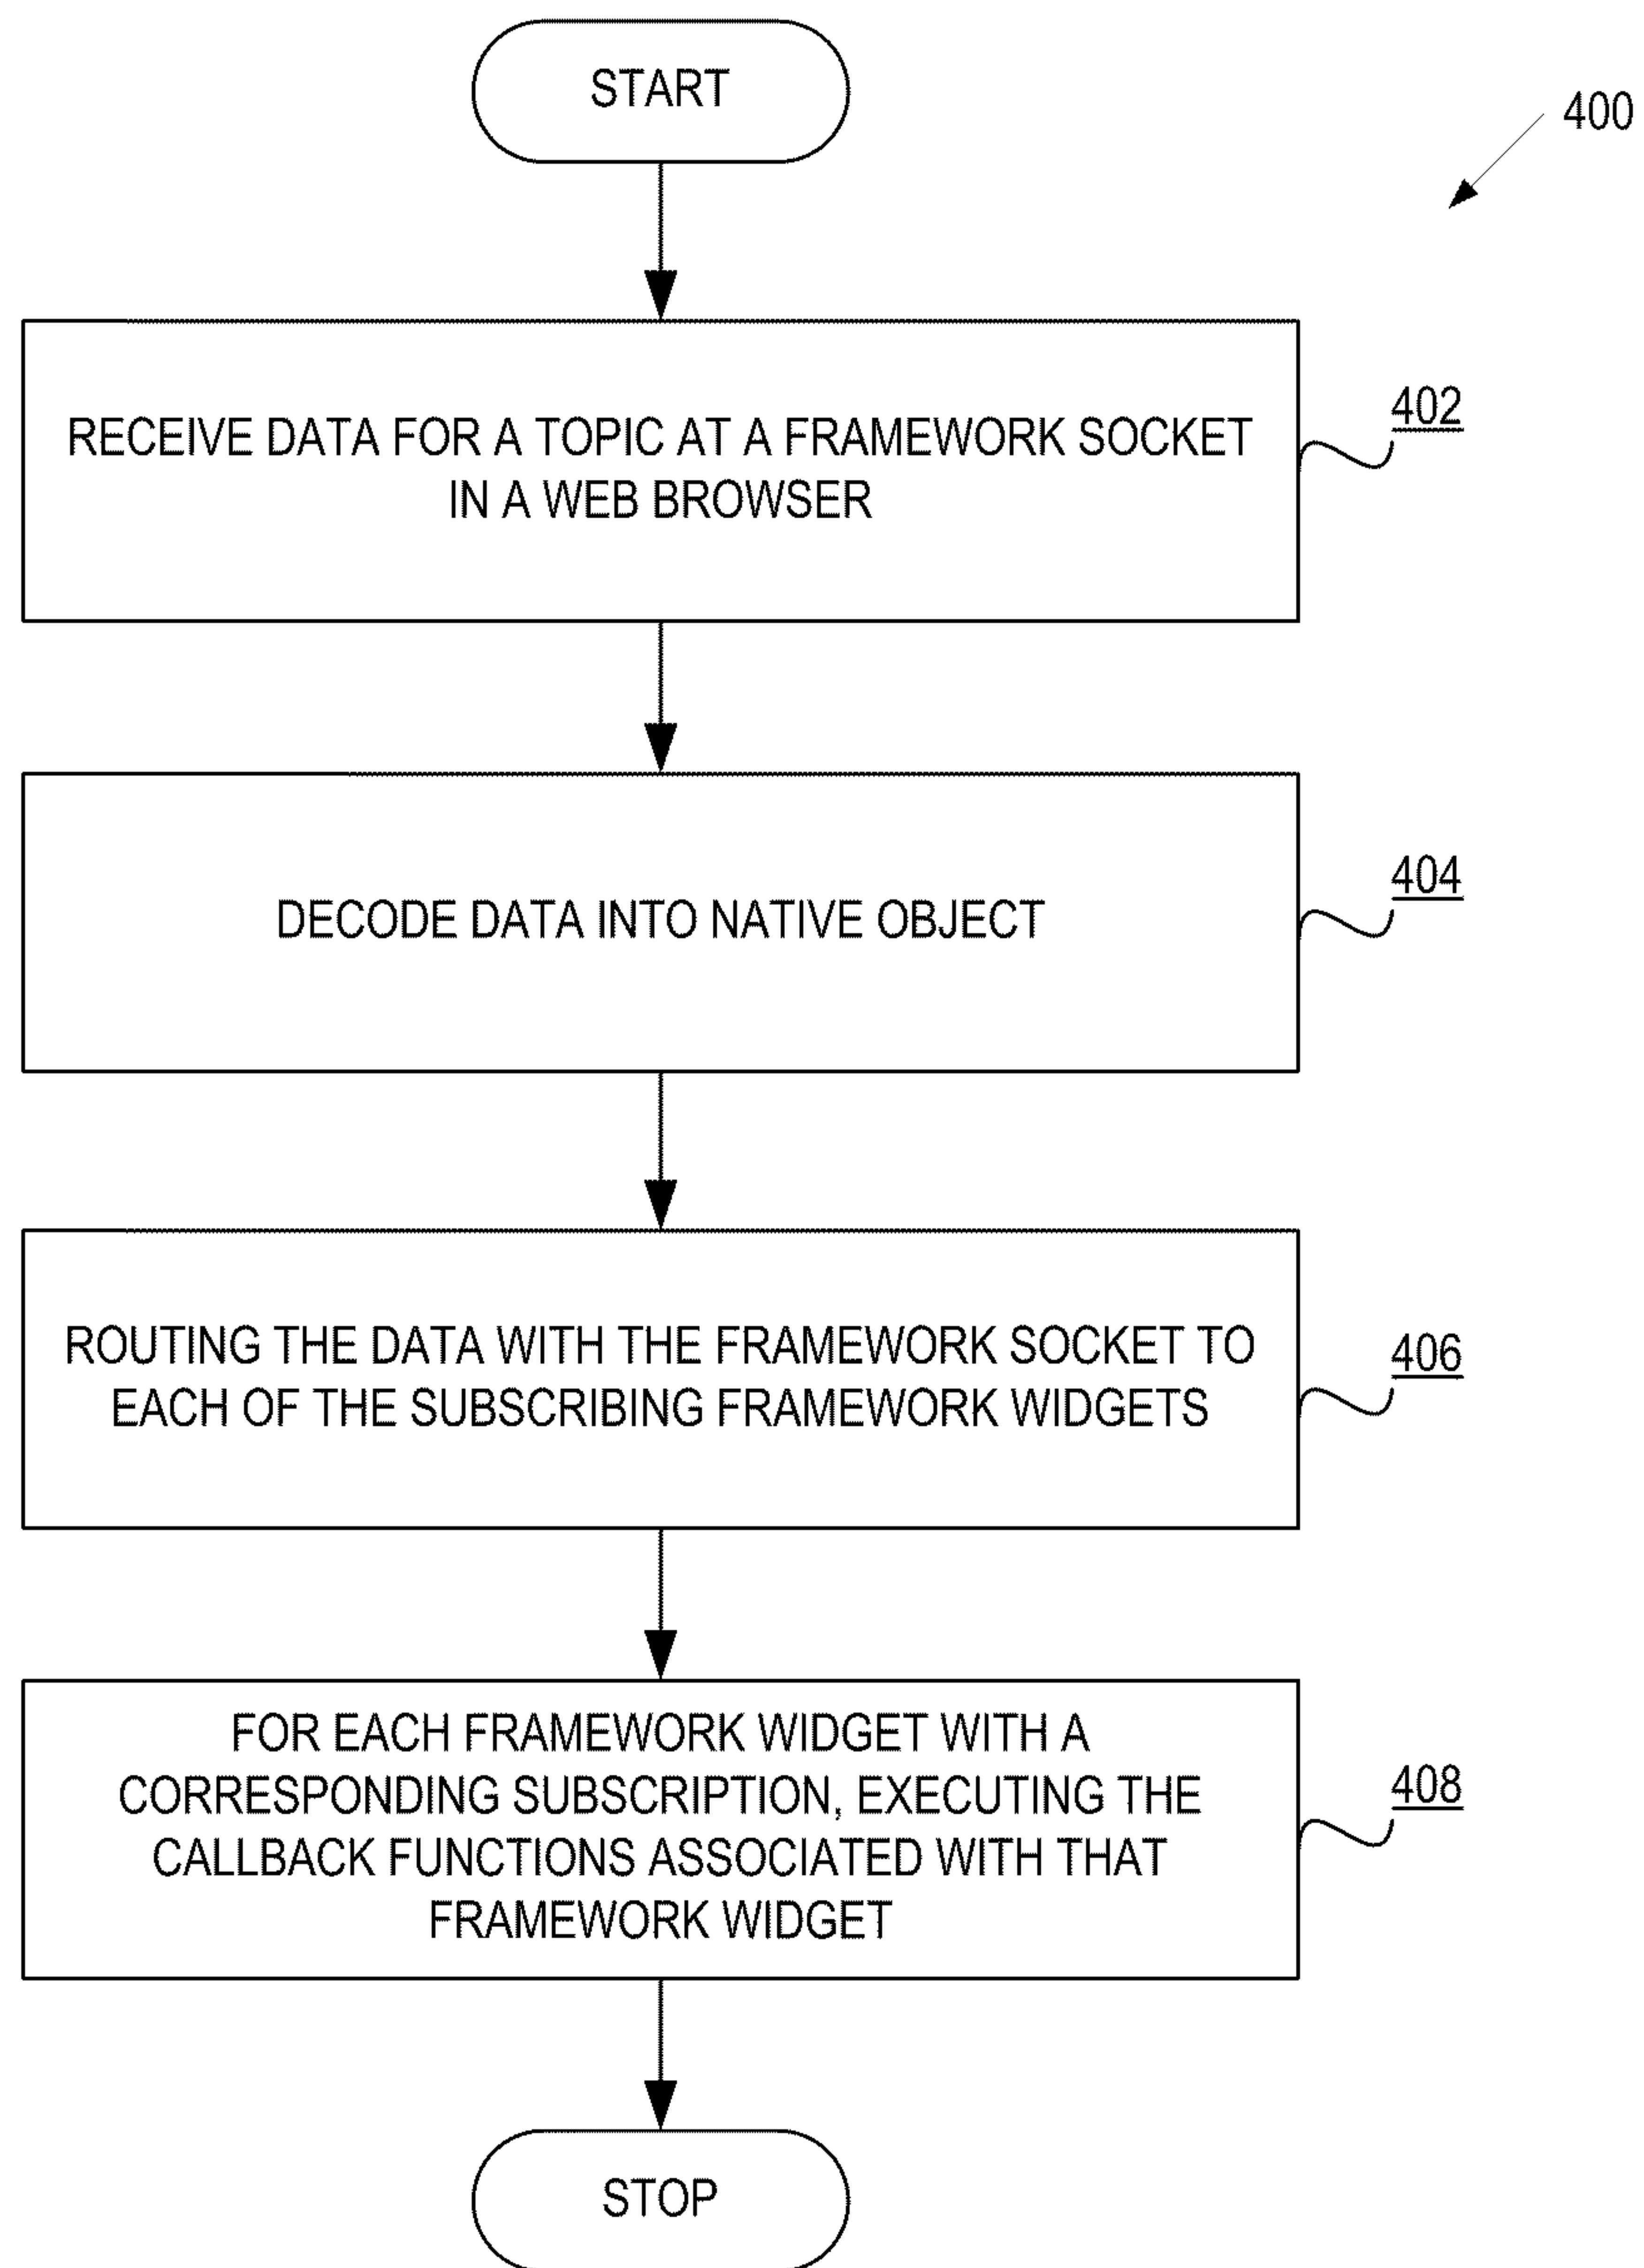 START
400
RECEIVE DATA FOR A TOPIC AT A FRAMEWORK SOCKET
IN A WEB BROWSER
402
DECODE DATA INTO NATIVE OBJECT
404
ROUTING THE DATA WITH THE FRAMEWORK SOCKET TO
EACH OF THE SUBSCRIBING FRAMEWORK WIDGETS
406
FOR EACH FRAMEWORK WIDGET WITH A
CORRESPONDING SUBSCRIPTION, EXECUTING THE
CALLBACK FUNCTIONS ASSOCIATED WITH THAT
FRAMEWORK WIDGET
408
STOP